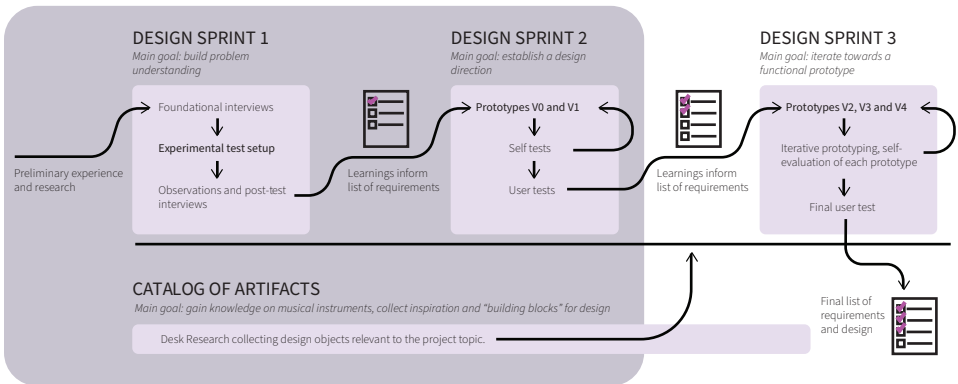 DESIGN SPRINT 1
Main goal: build problem
understanding
Foundational interviews
Experimental test setup
Observations and post-test
interviews
Preliminary experience
and research
Learnings inform
list of requirements
DESIGN SPRINT 2
Main goal: establish a design
direction
Prototypes V0 and V1
Self tests
User tests
Learnings inform
list of requirements
DESIGN SPRINT 3
Main goal: iterate towards a
functional prototype
Prototypes V2, V3 and V4
Iterative prototyping, self-
evaluation of each prototype
Final user test
Final list of
requirements
and design
CATALOG OF ARTIFACTS
Main goal: gain knowledge on musical instruments, collect inspiration and “building blocks” for design
Desk Research collecting design objects relevant to the project topic.